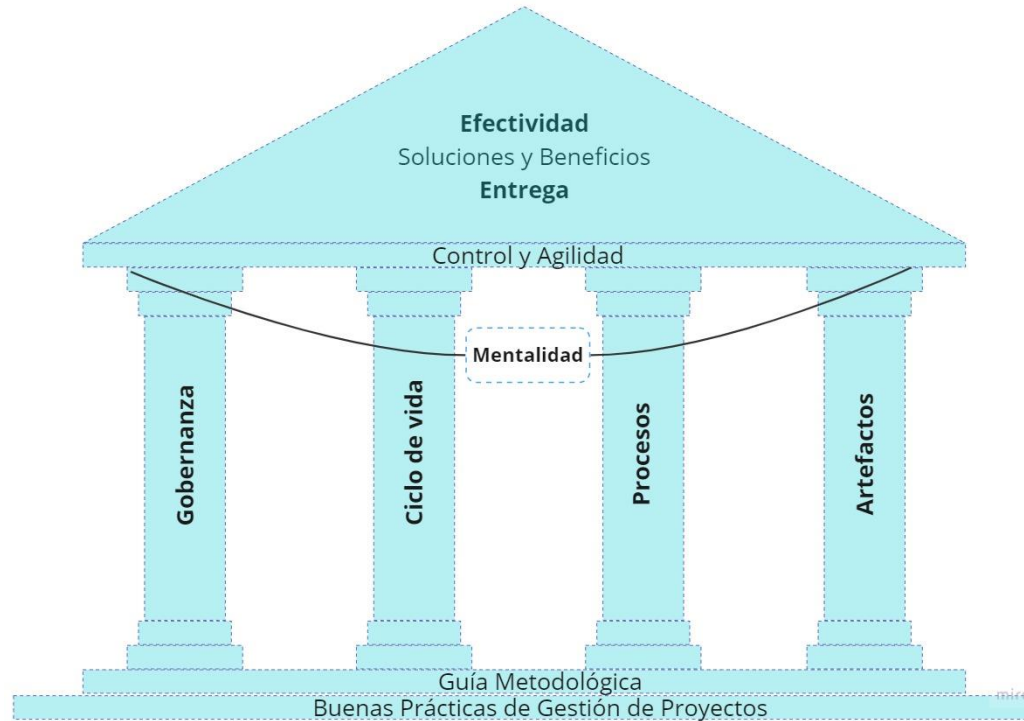 Efectividad
Soluciones y Beneficios
Entrega
Control y Agilidad
Mentalidad
Gobernanza
Ciclo de vida
Procesos
Artefactos
Guía Metodológica
Buenas Prácticas de Gestión de Proyectos